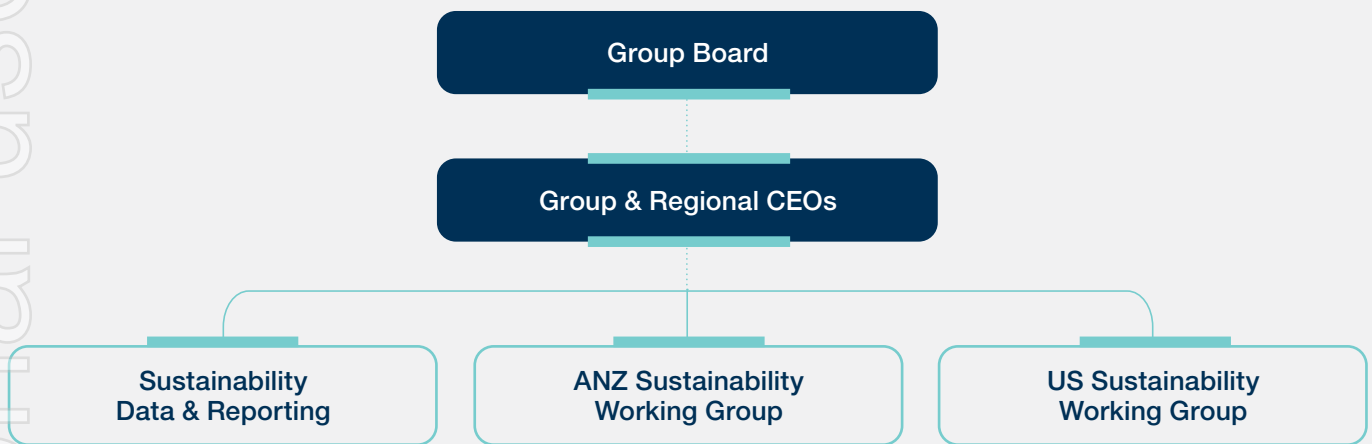 Group Board
Group & Regional CEOs
Sustainability
Data & Reporting
ANZ Sustainability
Working Group
US Sustainability
Working Group